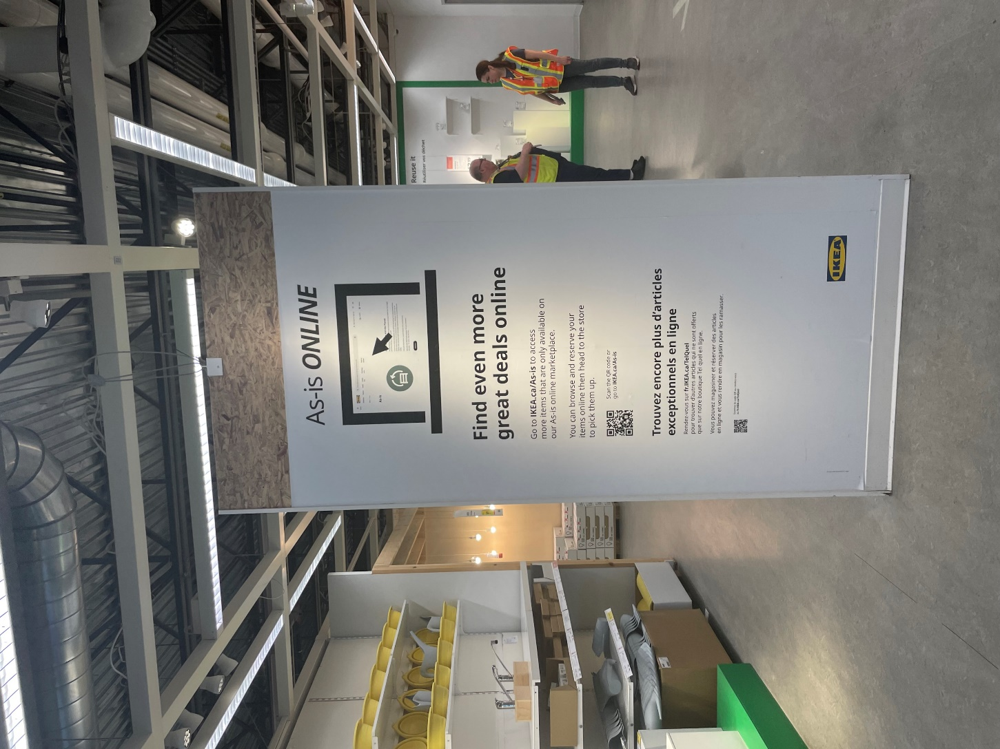 As-is ONLINE
Find even more
great deals online
Go to IKEA.ca/As-is to access
more items that are only available on
our As-is online marketplace.
You can browse and reserve your
items online then head to the store
to pick them up.
Scan the QR code or
go to IKEA.ca/As-is
Trouvez encore plus d'articles
exceptionnels en ligne
Rendez-vous sur fr.IKEA.ca/TelQuel
pour trouver d'autres articles qui ne sont offerts
que sur notre boutique Tel quel en ligne.
Vous pouvez magasiner et réserver des articles
en ligne et vous rendre en magasin pour les ramasser.
IKEA
Reuse it
Réutiliser vos déchet